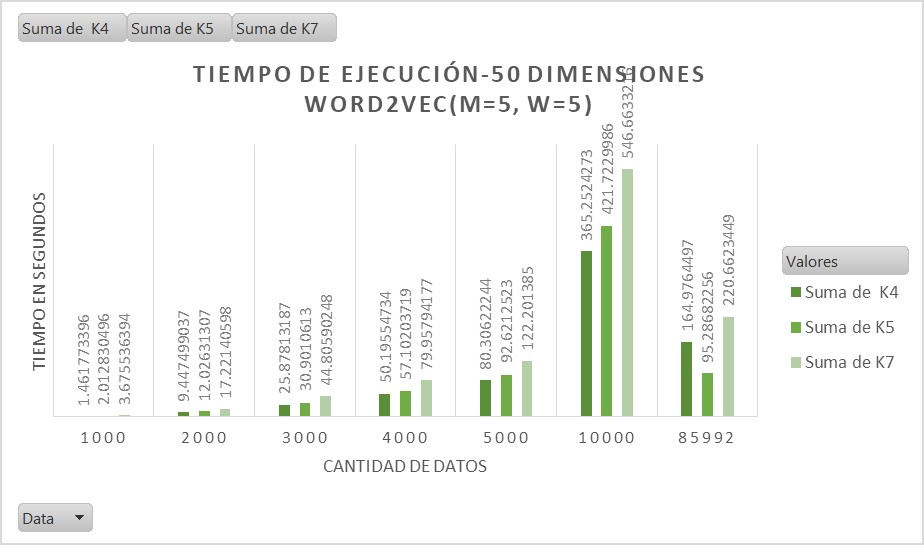 Suma de K4 Suma de K5 Suma de K7
TIEMPO DE EJECUCIÓN-50 DIMENSIONES
WORD2VEC(M=5, W=5)
TIEMPO EN SEGUNDOS
1.461773396
2.012830496
3.675536394
9.447499037
12.02631307
17.22140598
25.87813187
30.9010613
44.80590248
50.19554734
57.10203719
79.95794177
80.30622244
92.6212523
122.201385
365.2524273
421.7229986
164.9764497
95.28682256
220.6623449
1000 2000 3000 4000 5000 10000 85992
CANTIDAD DE DATOS
Valores
Suma de K4
Suma de K5
Suma de K7
Data